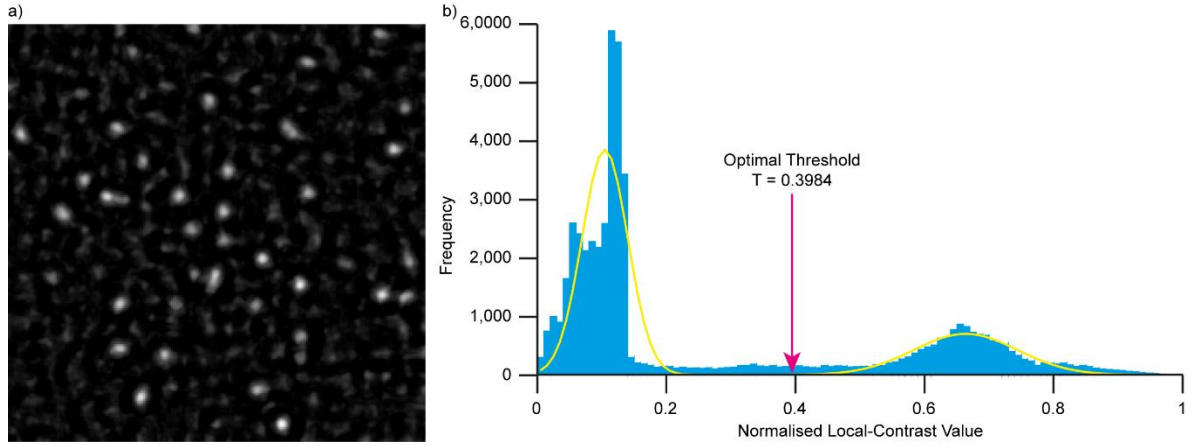 a)
b)
6,0000
5,000
4,000
3,000
2,000
1,000
0
Frequency
Optimal Threshold
T = 0.3984
0
0.2
0.4
0.6
0.8
1
Normalised Local-Contrast Value